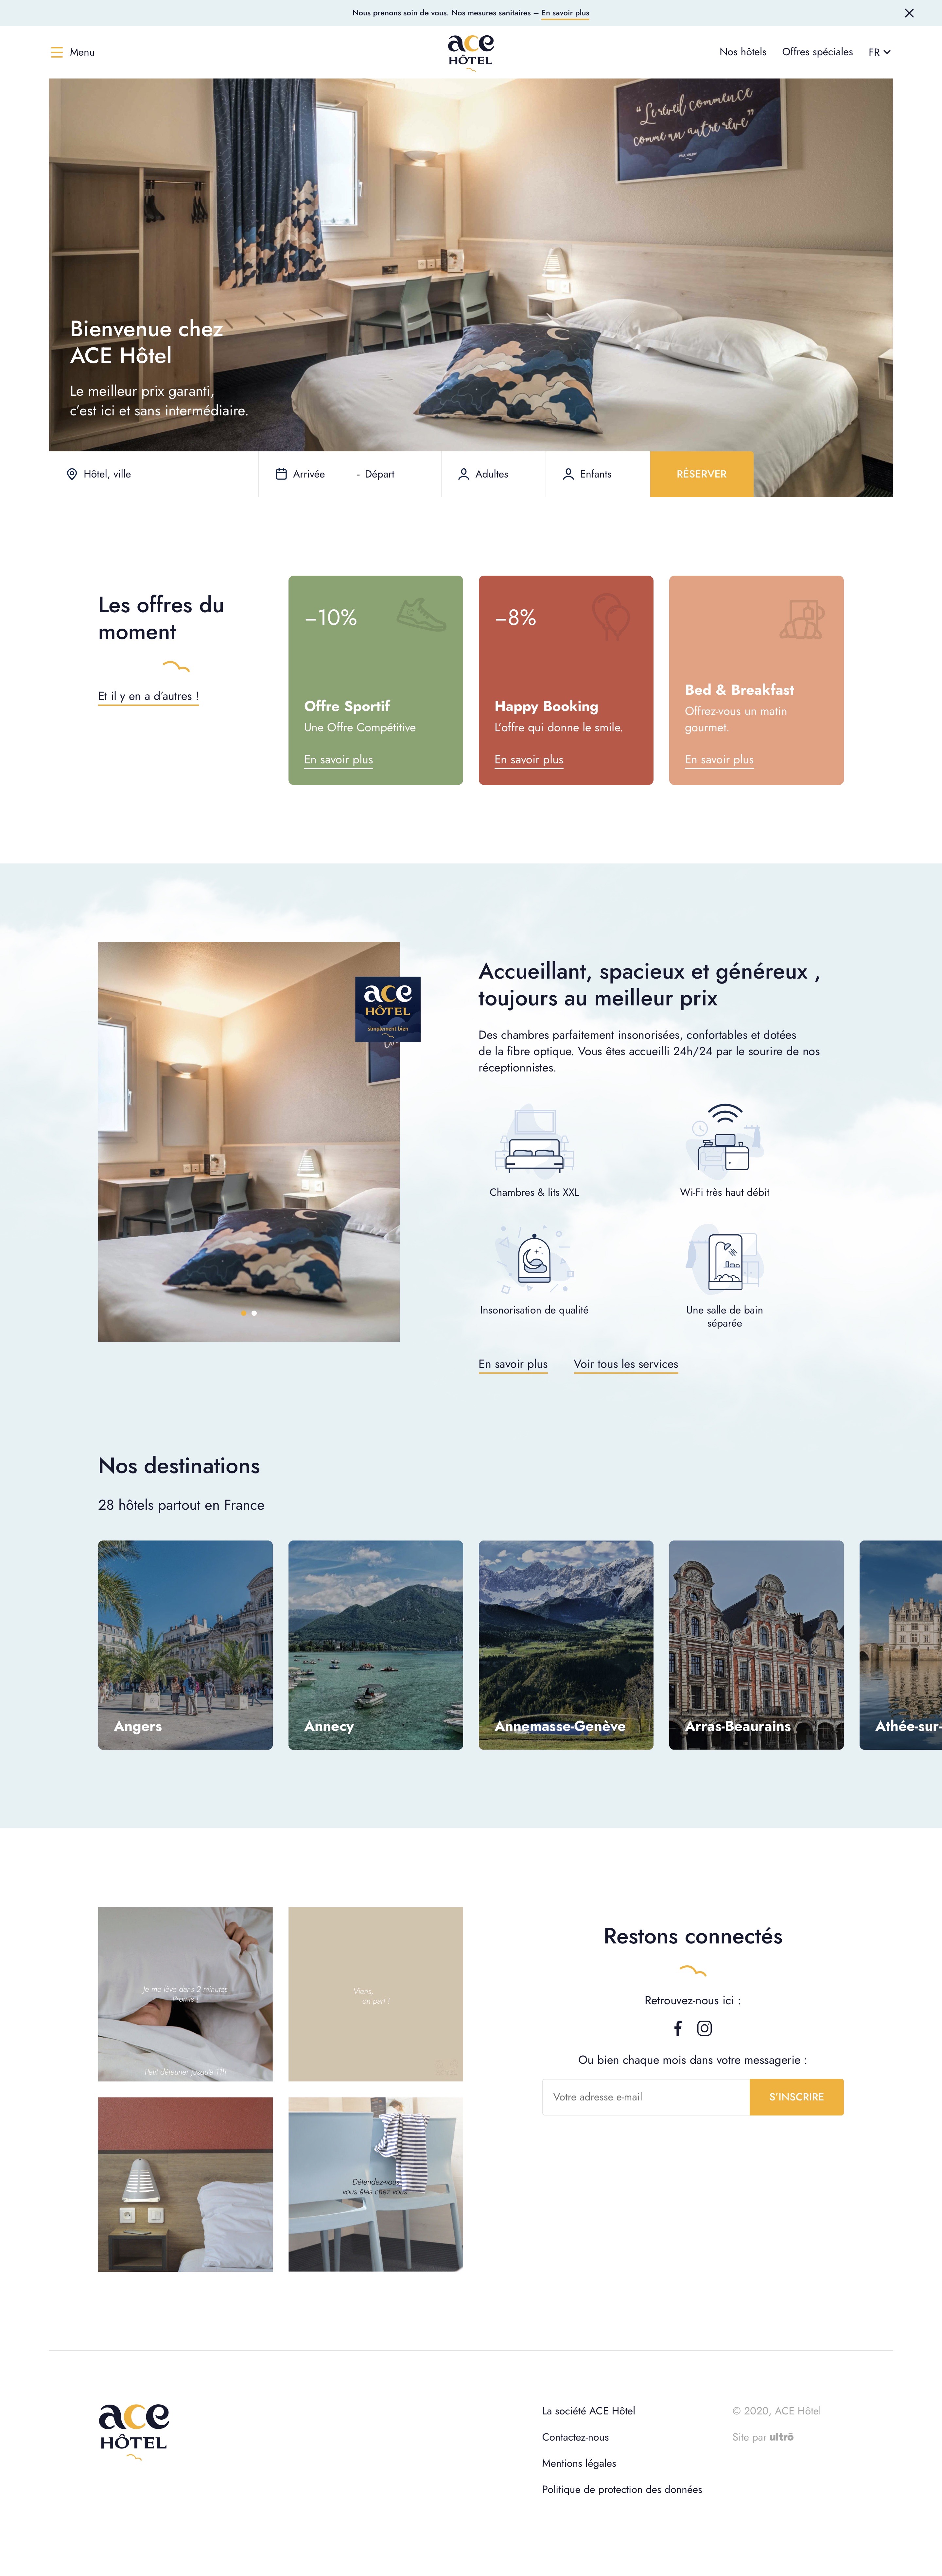 Nous prenons soin de vous. Nos mesures sanitaires – En savoir plus
Menu
ace
HÔTEL
Nos hôtels
Offres spéciales
FR
“Le réveil commence
comme un autre rêve”
Bienvenue chez
ACE Hôtel
Le meilleur prix garanti,
c’est ici et sans intermédiaire.
Hôtel, ville
Arrivée
- Départ
Adultes
Enfants
RÉSERVER
Les offres du
moment
Et il y en a d’autres !
–10%
Offre Sportif
Une Offre Compétitive
En savoir plus
–8%
Happy Booking
L’offre qui donne le smile.
En savoir plus
Bed & Breakfast
Offrez-vous un matin
gourmet.
En savoir plus
ace
HÔTEL
simplement bien
Accueillant, spacieux et généreux ,
toujours au meilleur prix
Des chambres parfaitement insonorisées, confortables et dotées
de la fibre optique. Vous êtes accueilli 24h/24 par le sourire de nos
réceptionnistes.
Chambres & lits XXL
Wi-Fi très haut débit
Insonorisation de qualité
Une salle de bain
séparée
En savoir plus
Voir tous les services
Nos destinations
28 hôtels partout en France
Angers
Annecy
Annemasse-Genève
Arras-Beaurains
Athée-sur-
Je me lève dans 2 minutes
Promis !
Petit déjeuner jusqu'à 11h
Viens,
on part !
Détendez-vous,
vous êtes chez vous.
Restons connectés
Retrouvez-nous ici :
Ou bien chaque mois dans votre messagerie :
Votre adresse e-mail
S’INSCRIRE
ace
HÔTEL
La société ACE Hôtel
Contactez-nous
Mentions légales
Politique de protection des données
© 2020, ACE Hôtel
Site par ultrō